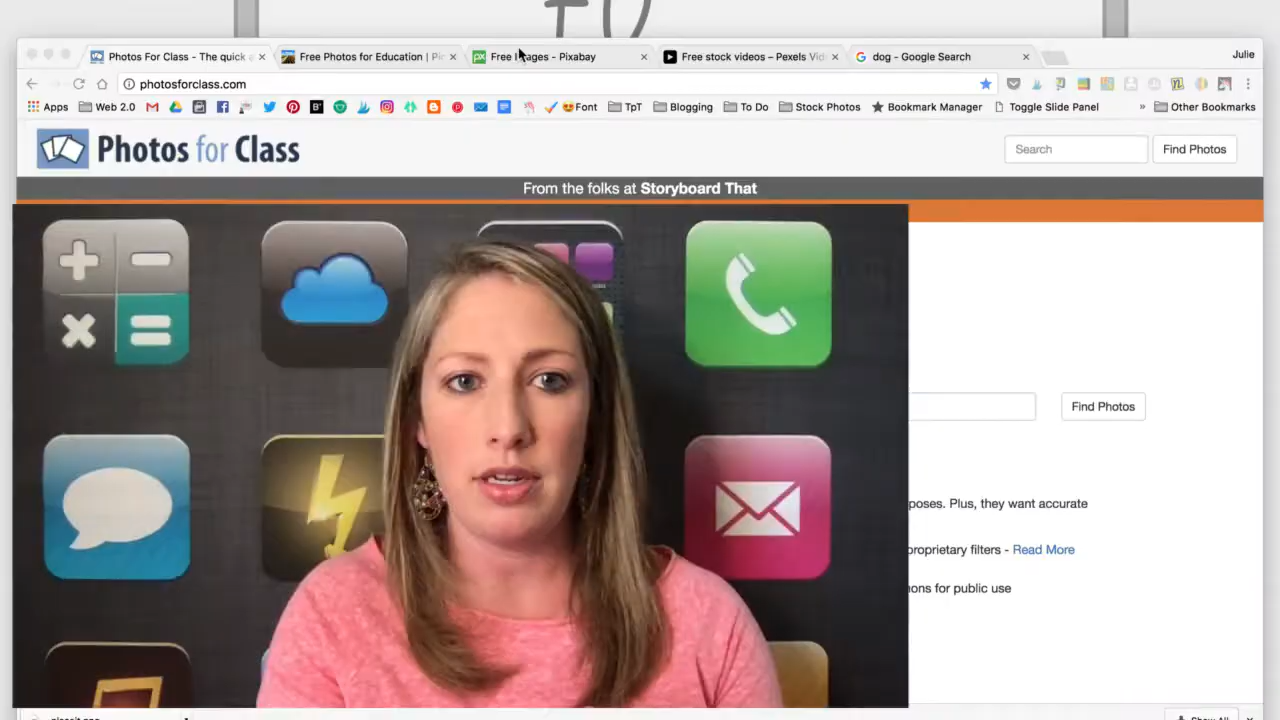 TO
Photos For Class - The quick
Free Photos for Education | Pi
Free Images - Pixabay
Free stock videos – Pexels Vid
dog - Google Search
Julie
photosforclass.com
Apps
Web 2.0
Font
TpT
Blogging
To Do
Stock Photos
Bookmark Manager
Toggle Slide Panel
»
Other Bookmarks
Photos for Class
Search
Find Photos
From the folks at Storyboard That
Find Photos
poses. Plus, they want accurate
proprietary filters - Read More
ons for public use
Show All